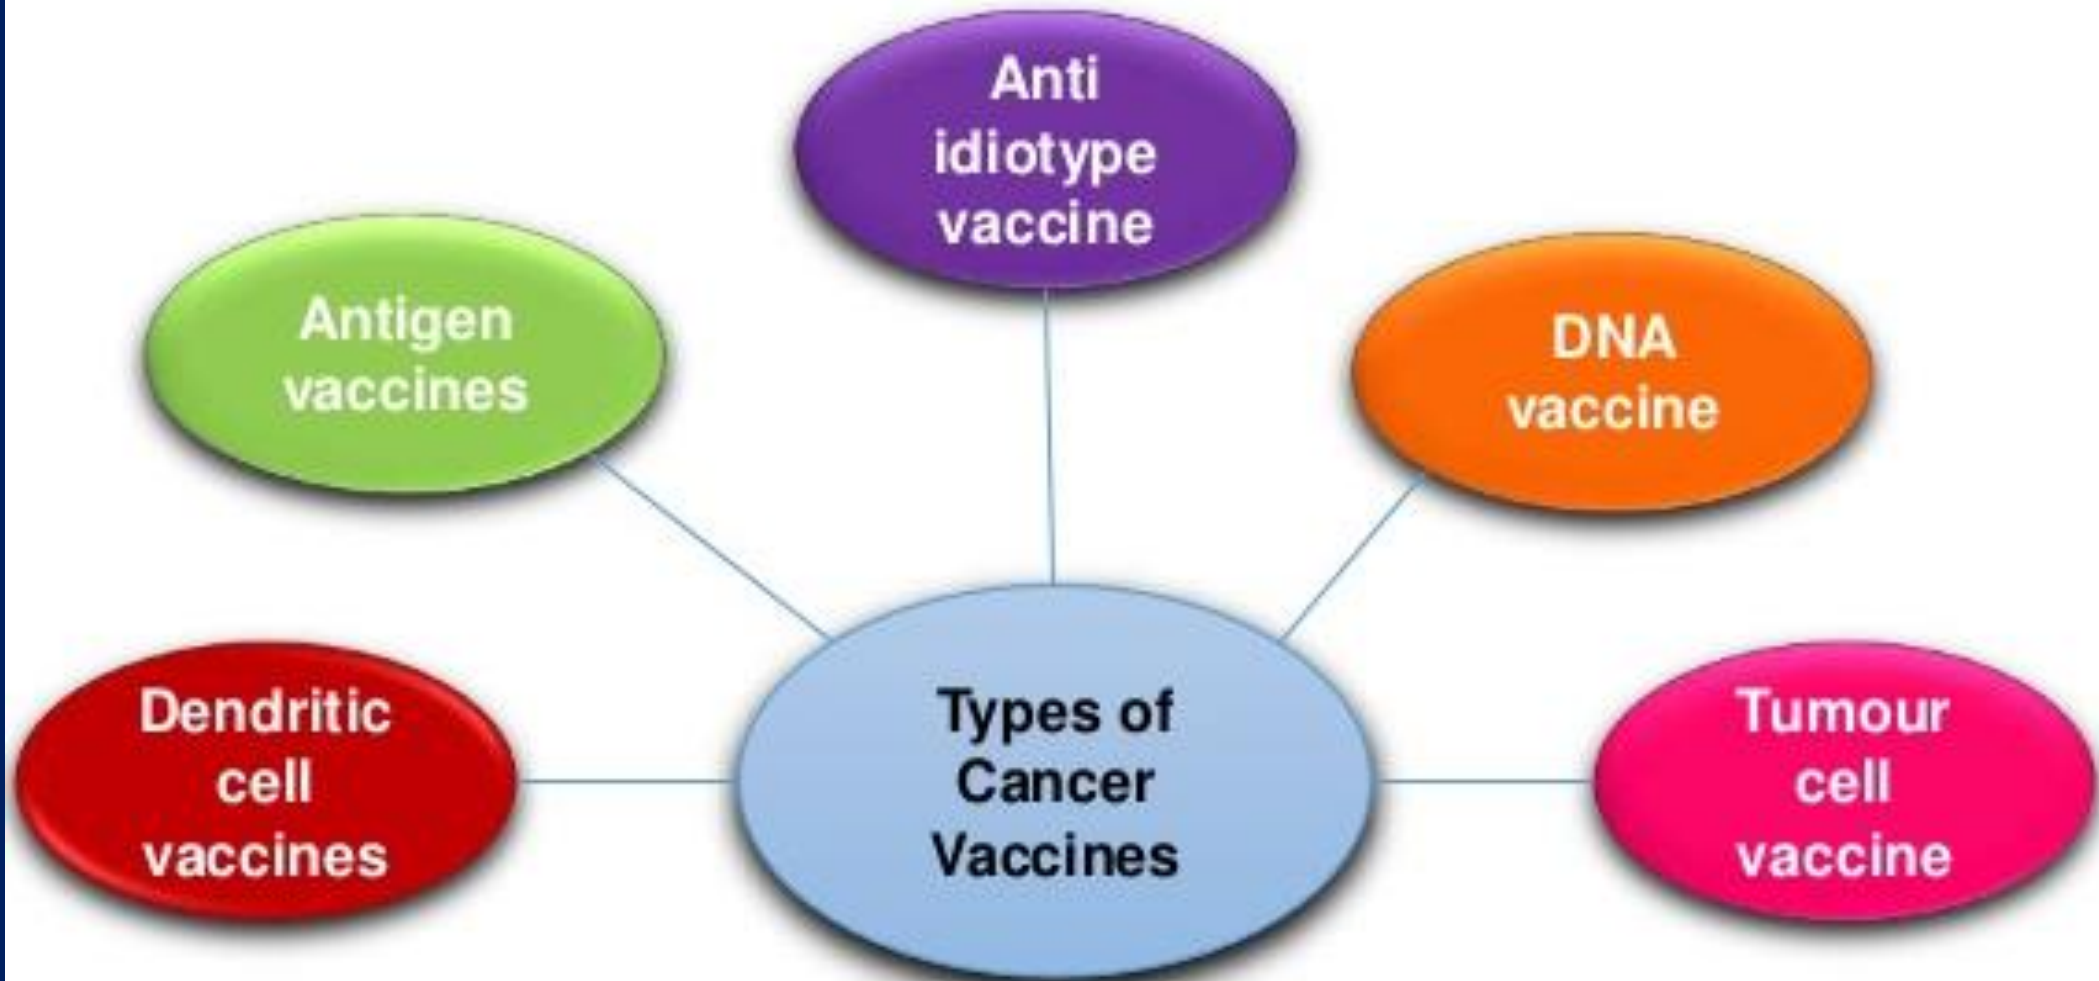 Anti
idiotype
vaccine
Antigen
vaccines
DNA
vaccine
Dendritic
cell
vaccines
Types of
Cancer
Vaccines
Tumour
cell
vaccine